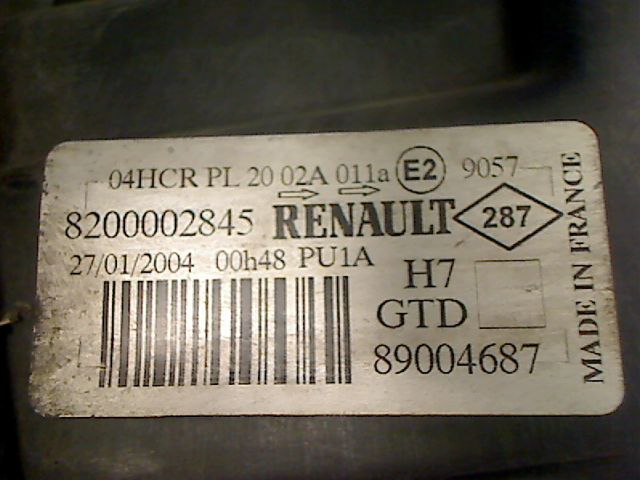 04HCR PL 20 02A 011a E2 9057
8200002845 RENAULT 287
27/01/2004 00h48 PU1A
H7
GTD
89004687
MADE IN FRANCE